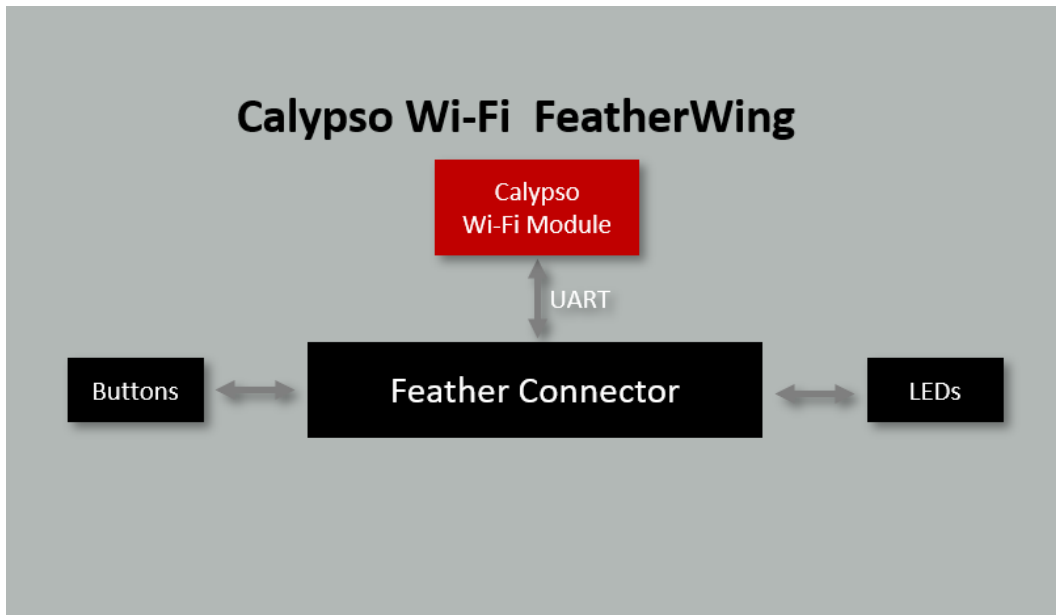 Calypso Wi-Fi FeatherWing
Calypso
Wi-Fi Module
UART
Buttons
Feather Connector
LEDs